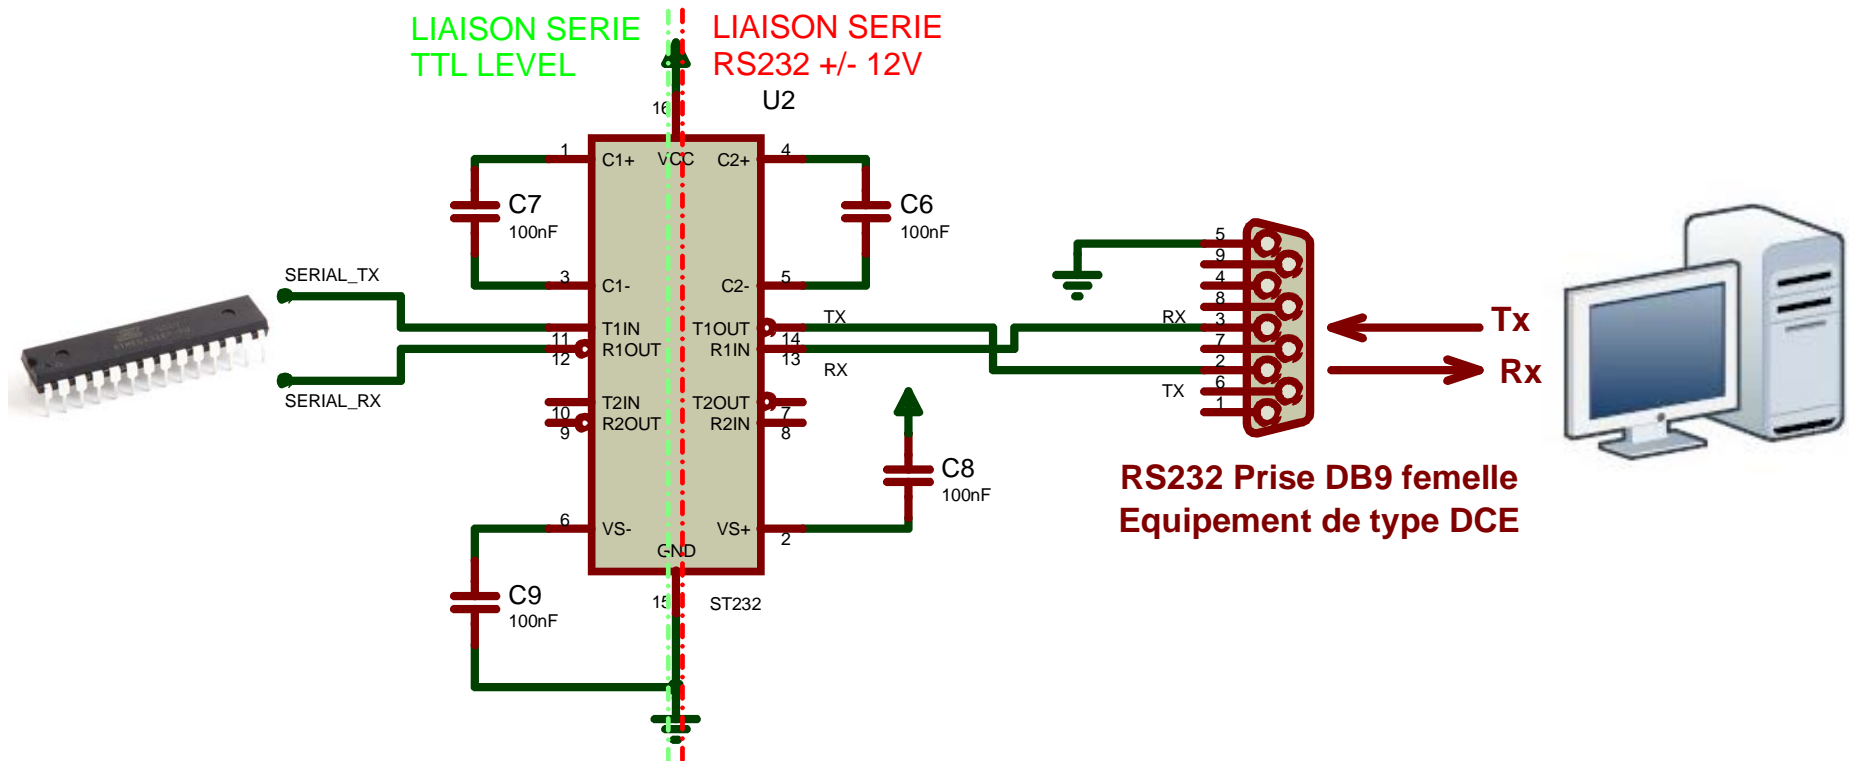 LIAISON SERIE
TTL LEVEL
LIAISON SERIE
RS232 +/- 12V
U2
16
1
C1+
VCC
C2+
4
C7
100nF
C6
100nF
3
C1-
C2-
5
SERIAL_TX
T1IN
11
T1OUT
14
TX
R1OUT
12
R1IN
13
RX
SERIAL_RX
T2IN
10
T2OUT
7
R2OUT
9
R2IN
8
C8
100nF
6
VS-
VS+
2
GND
C9
100nF
15
ST232
5
9
4
8
RX
3
7
2
TX
6
1
Tx
Rx
RS232 Prise DB9 femelle
Equipement de type DCE